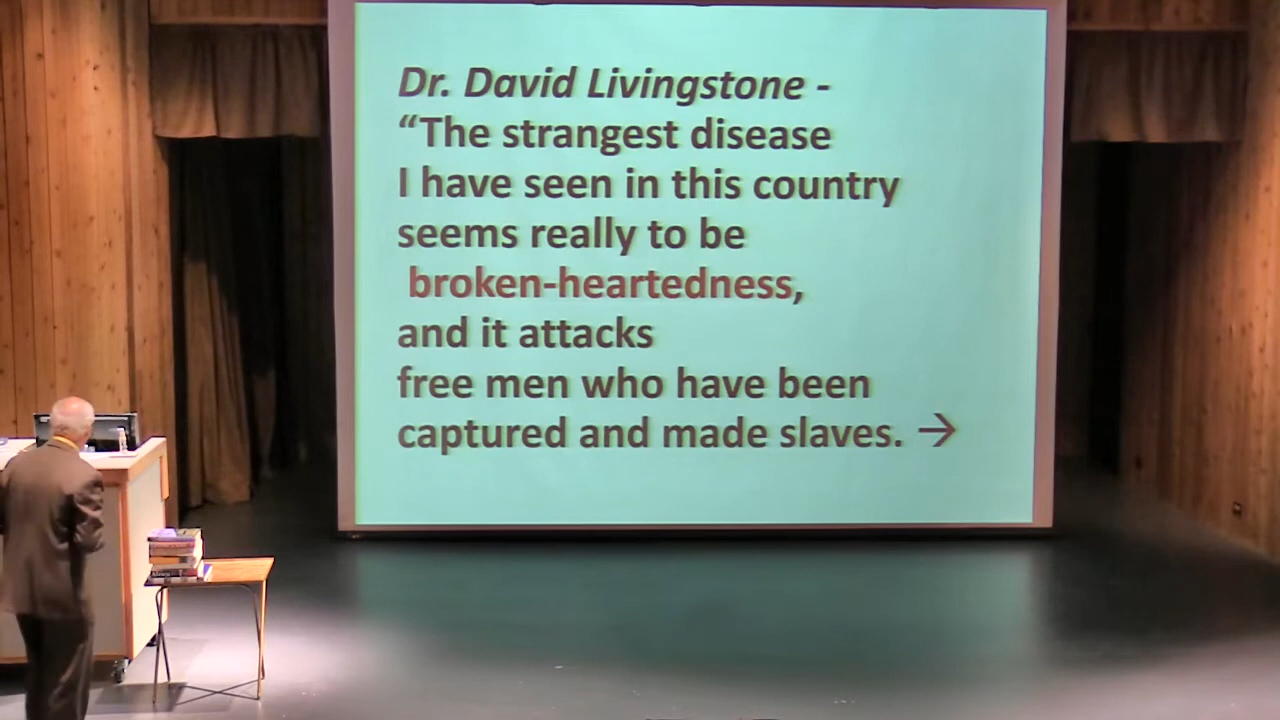 Dr. David Livingstone -
“The strangest disease
I have seen in this country
seems really to be
broken-heartedness,
and it attacks
free men who have been
captured and made slaves. →